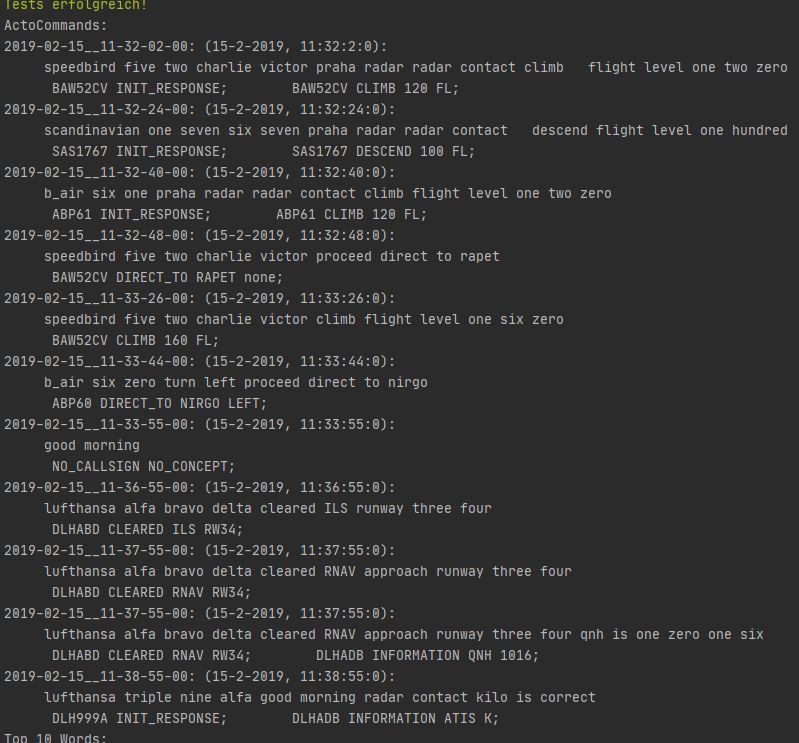 Tests erfolgreich!
ActoCommands:
2019-02-15__11-32-02-00: (15-2-2019, 11:32:2:0):
speedbird five two charlie victor praha radar radar contact climb   flight level one two zero
BAW52CV INIT_RESPONSE;        BAW52CV CLIMB 120 FL;
2019-02-15__11-32-24-00: (15-2-2019, 11:32:24:0):
scandinavian one seven six seven praha radar radar contact   descend flight level one hundred
SAS1767 INIT_RESPONSE;        SAS1767 DESCEND 100 FL;
2019-02-15__11-32-40-00: (15-2-2019, 11:32:40:0):
b_air six one praha radar radar contact climb flight level one two zero
ABP61 INIT_RESPONSE;        ABP61 CLIMB 120 FL;
2019-02-15__11-32-48-00: (15-2-2019, 11:32:48:0):
speedbird five two charlie victor proceed direct to rapet
BAW52CV DIRECT_TO RAPET none;
2019-02-15__11-33-26-00: (15-2-2019, 11:33:26:0):
speedbird five two charlie victor climb flight level one six zero
BAW52CV CLIMB 160 FL;
2019-02-15__11-33-44-00: (15-2-2019, 11:33:44:0):
b_air six zero turn left proceed direct to nirgo
ABP60 DIRECT_TO NIRGO LEFT;
2019-02-15__11-33-55-00: (15-2-2019, 11:33:55:0):
good morning
NO_CALLSIGN NO_CONCEPT;
2019-02-15__11-36-55-00: (15-2-2019, 11:36:55:0):
lufthansa alfa bravo delta cleared ILS runway three four
DLHABD CLEARED ILS RW34;
2019-02-15__11-37-55-00: (15-2-2019, 11:37:55:0):
lufthansa alfa bravo delta cleared RNAV approach runway three four
DLHABD CLEARED RNAV RW34;
2019-02-15__11-37-55-00: (15-2-2019, 11:37:55:0):
lufthansa alfa bravo delta cleared RNAV approach runway three four qnh is one zero one six
DLHABD CLEARED RNAV RW34;        DLHADB INFORMATION QNH 1016;
2019-02-15__11-38-55-00: (15-2-2019, 11:38:55:0):
lufthansa triple nine alfa good morning radar contact kilo is correct
DLH999A INIT_RESPONSE;        DLHADB INFORMATION ATIS K;
Top 10 Words: